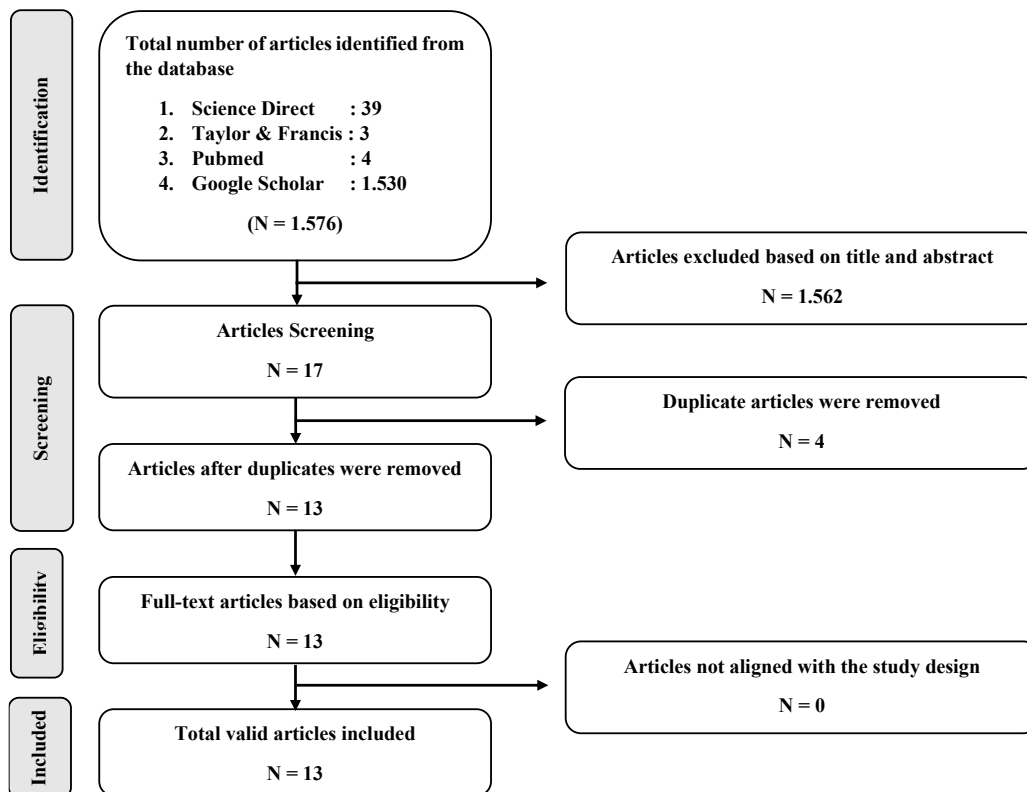 Identification
Total number of articles identified from
the database
1. Science Direct : 39
2. Taylor & Francis : 3
3. Pubmed : 4
4. Google Scholar : 1.530
(N = 1.576)
Articles excluded based on title and abstract
N = 1.562
Screening
Articles Screening
N = 17
Duplicate articles were removed
N = 4
Articles after duplicates were removed
N = 13
Eligibility
Full-text articles based on eligibility
N = 13
Articles not aligned with the study design
N = 0
Included
Total valid articles included
N = 13